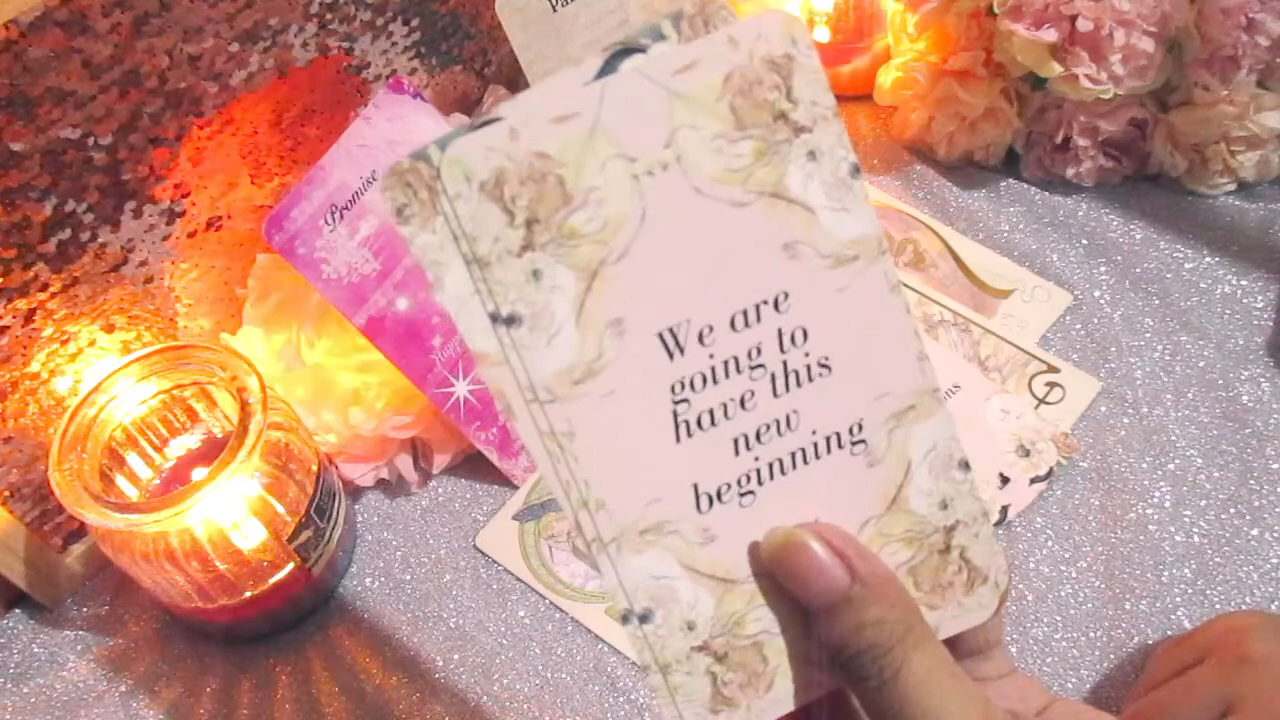 Promise
We are
going to
have this
new
beginning